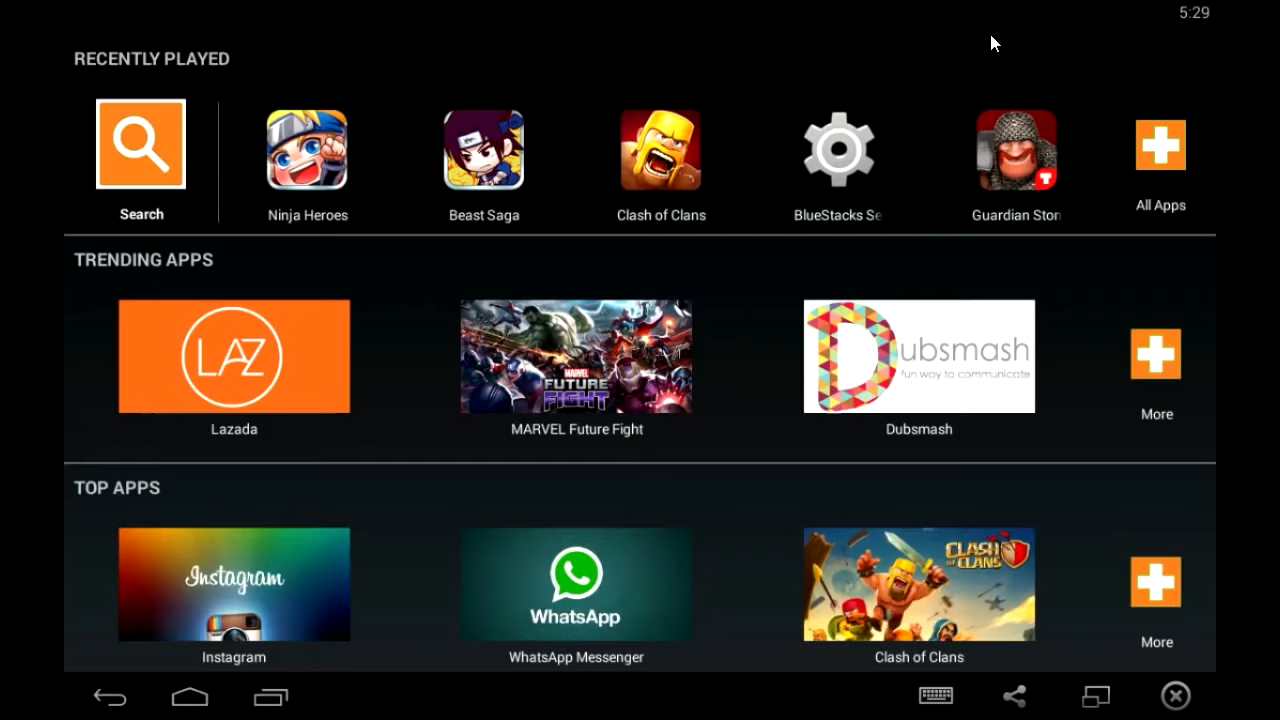 5:29
RECENTLY PLAYED
Search
Ninja Heroes
Beast Saga
Clash of Clans
BlueStacks Se
Guardian Ston
All Apps
TRENDING APPS
LAZ
MARVEL
FUTURE
FIGHT
Dubsmash
fun way to communicate
Lazada
MARVEL Future Fight
Dubsmash
More
TOP APPS
Instagram
WhatsApp
CLASH
OF CLANS
Instagram
WhatsApp Messenger
Clash of Clans
More